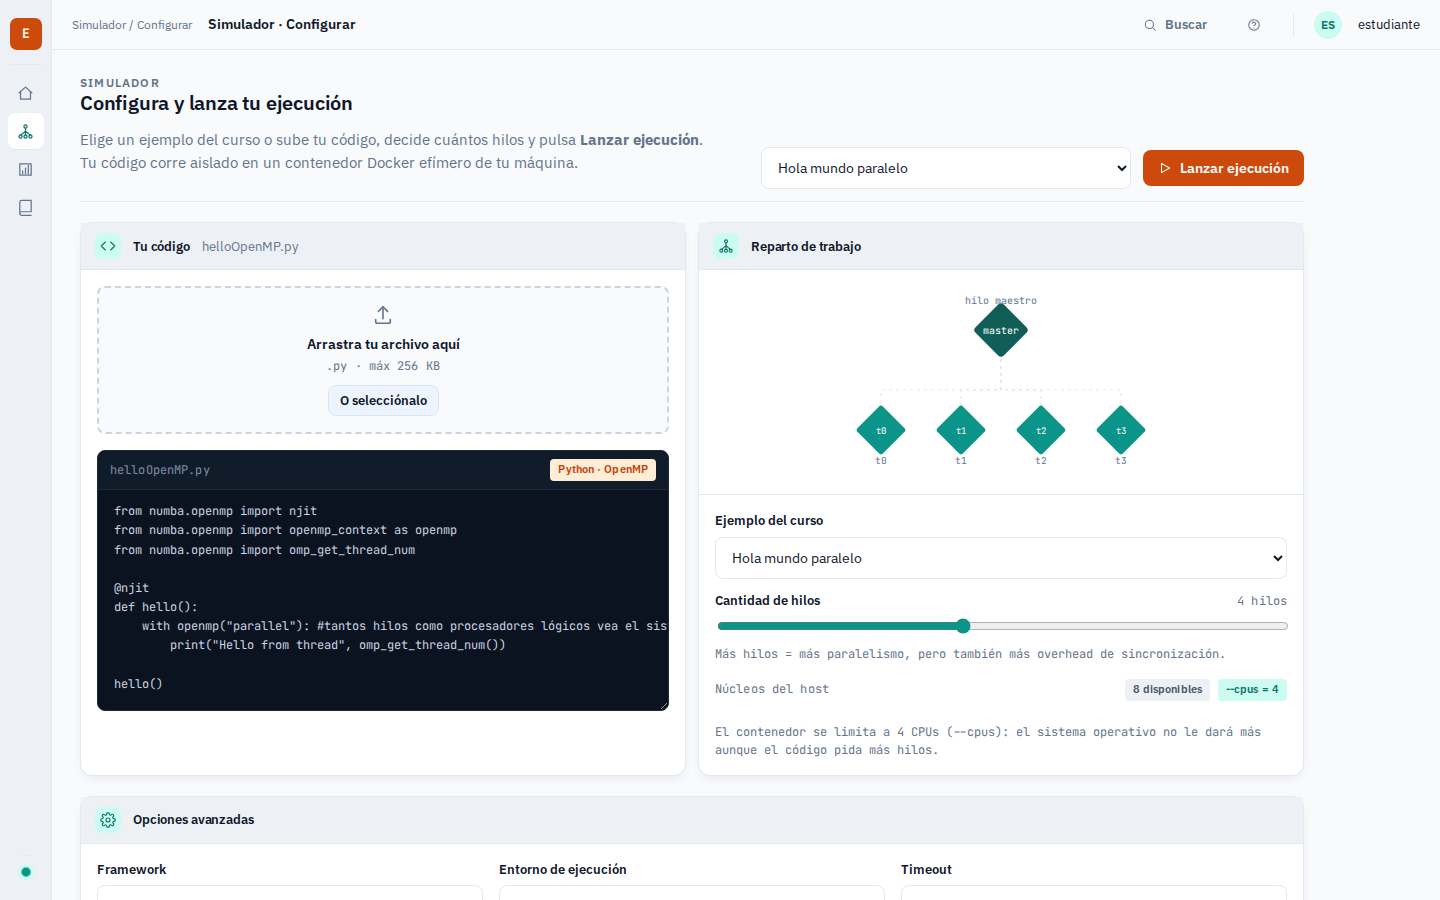 E
Simulador / Configurar
Simulador · Configurar
Buscar
ES
estudiante
SIMULADOR
Configura y lanza tu ejecución
Elige un ejemplo del curso o sube tu código, decide cuántos hilos y pulsa Lanzar ejecución.
Tu código corre aislado en un contenedor Docker efímero de tu máquina.
Hola mundo paralelo
Lanzar ejecución
Tu código
helloOpenMP.py
Arrastra tu archivo aquí
.py · máx 256 KB
O selecciónalo
helloOpenMP.py
Python · OpenMP
from numba.openmp import njit
from numba.openmp import openmp_context as openmp
from numba.openmp import omp_get_thread_num
@njit
def hello():
with openmp("parallel"): #tantos hilos como procesadores lógicos vea el sis
print("Hello from thread", omp_get_thread_num())
hello()
Reparto de trabajo
hilo maestro
master
t0 t1 t2 t3
t0 t1 t2 t3
Ejemplo del curso
Hola mundo paralelo
Cantidad de hilos
4 hilos
Más hilos = más paralelismo, pero también más overhead de sincronización.
Núcleos del host
8 disponibles
--cpus = 4
El contenedor se limita a 4 CPUs (--cpus): el sistema operativo no le dará más
aunque el código pida más hilos.
Opciones avanzadas
Framework
Entorno de ejecución
Timeout